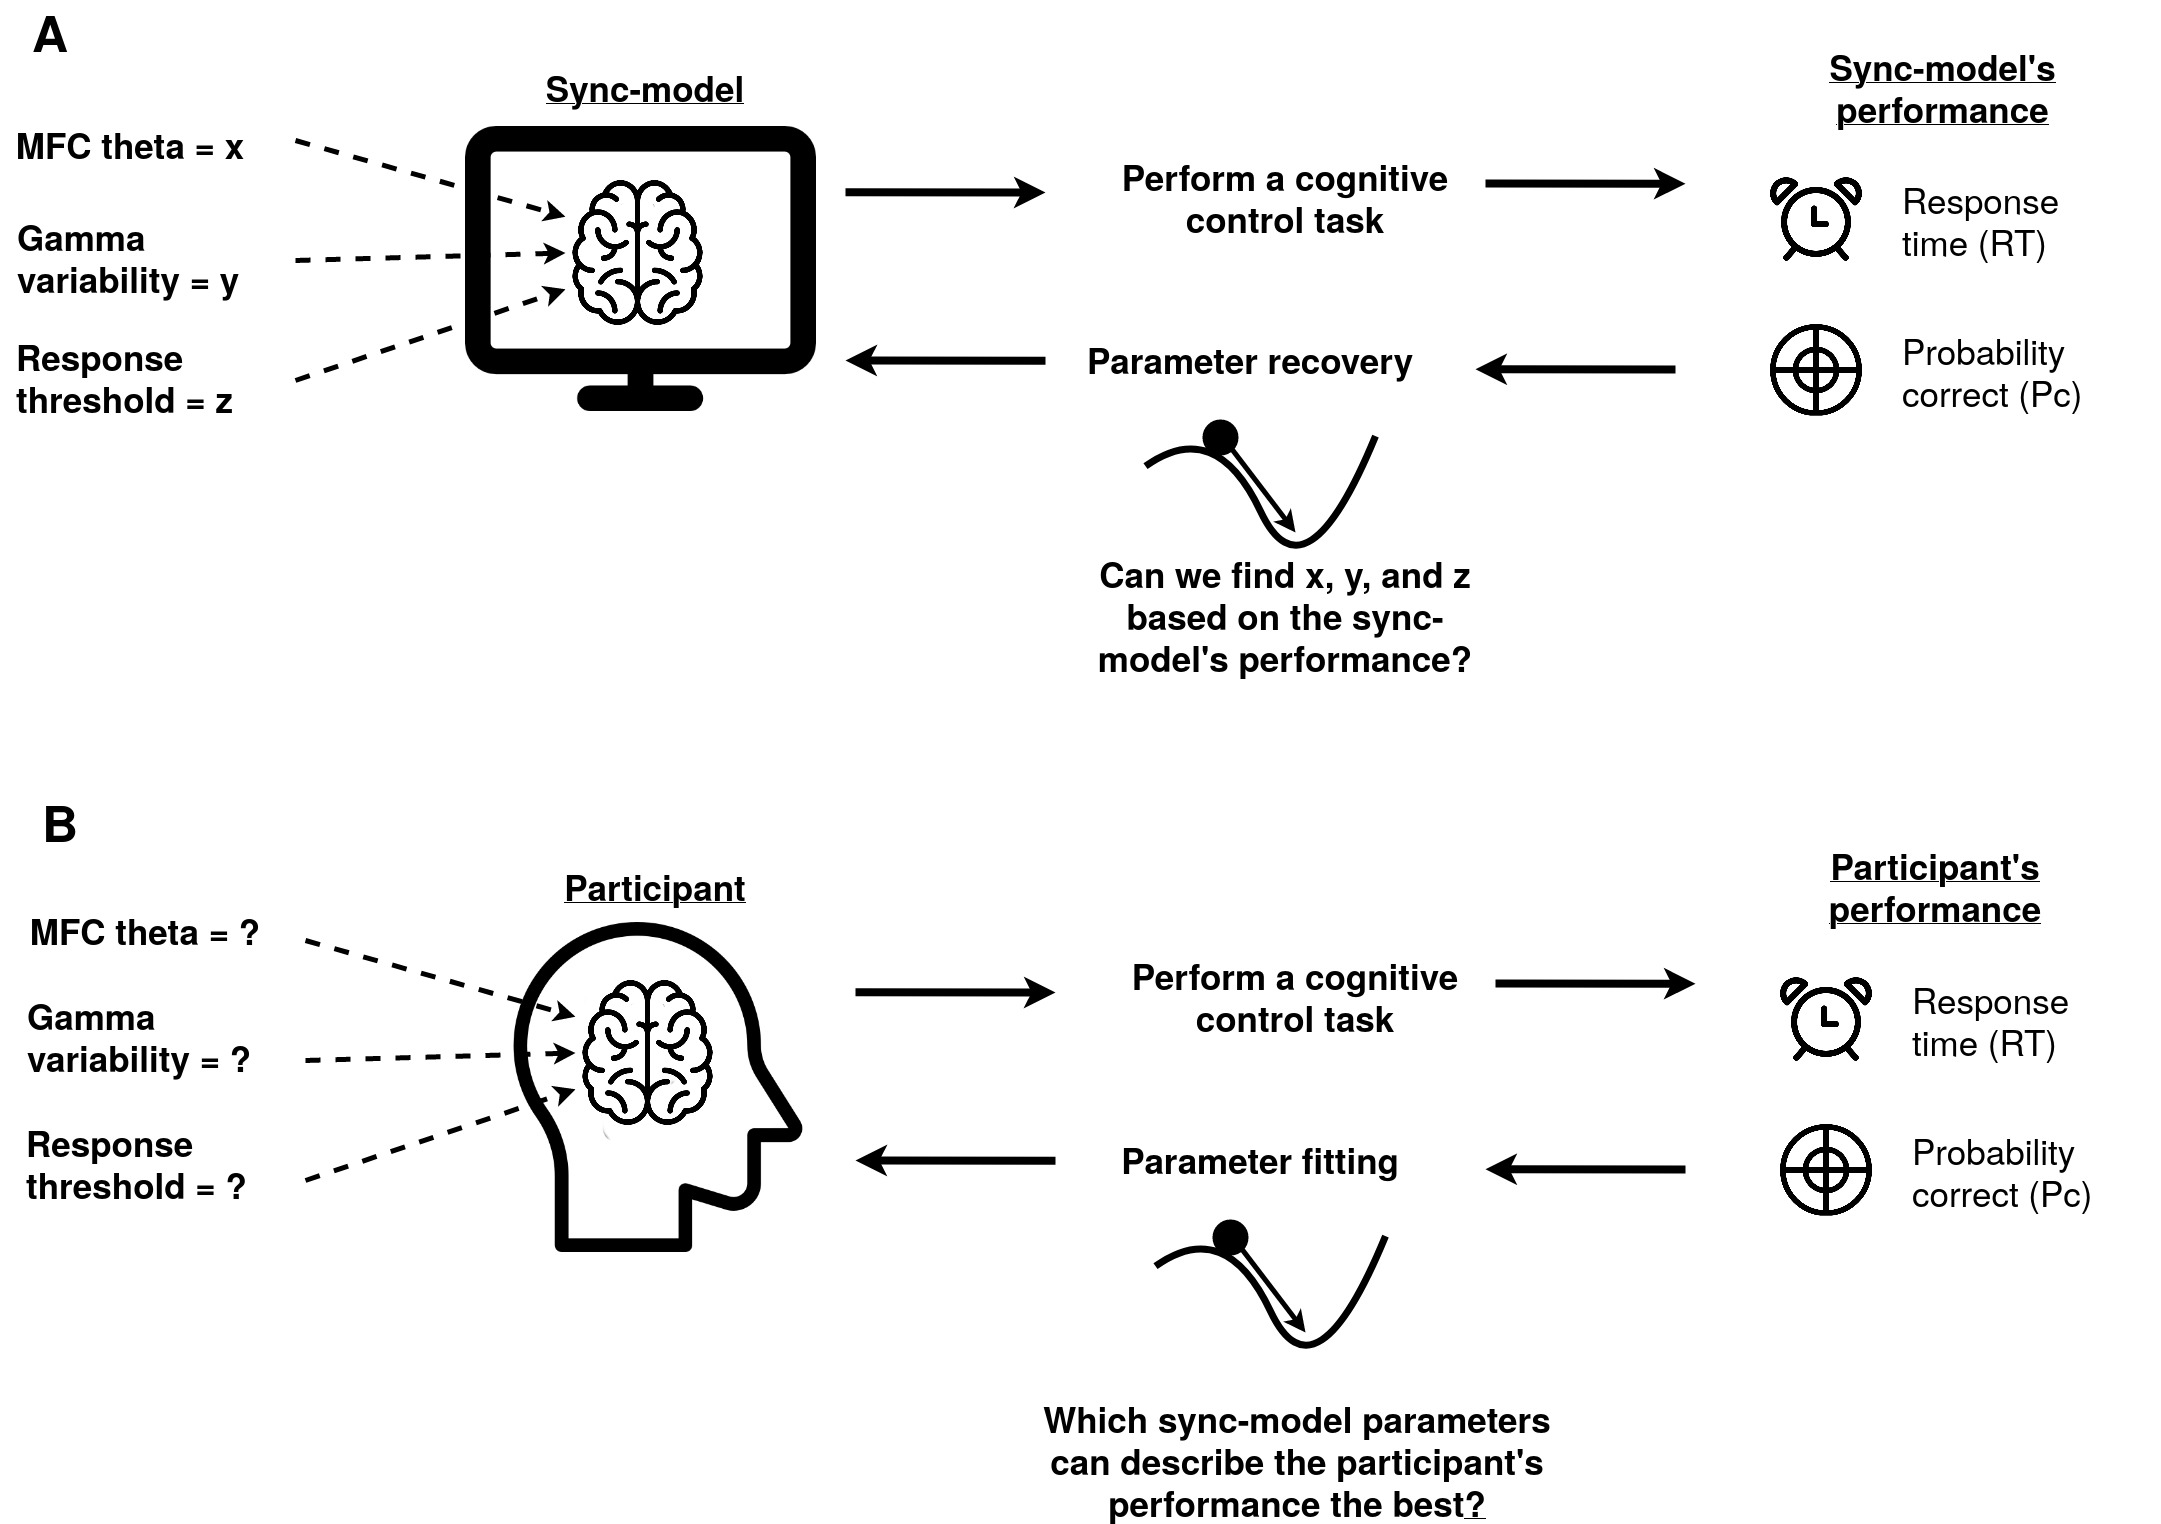 A
Sync-model
Sync-model's
performance
MFC theta = x
Gamma
variability = y
Response
threshold = z
Perform a cognitive
control task
Response
time (RT)
Parameter recovery
Probability
correct (Pc)
Can we find x, y, and z
based on the sync-
model's performance?
B
Participant
Participant's
performance
MFC theta = ?
Gamma
variability = ?
Response
threshold = ?
Perform a cognitive
control task
Response
time (RT)
Parameter fitting
Probability
correct (Pc)
Which sync-model parameters
can describe the participant's
performance the best?